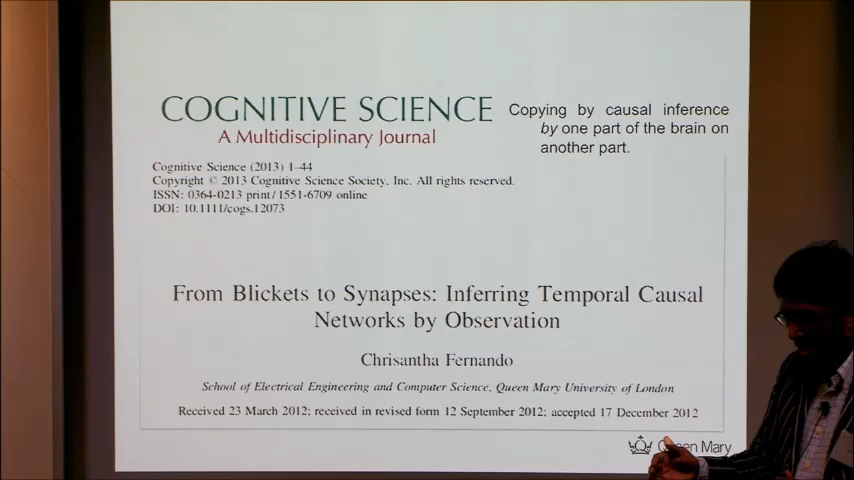 COGNITIVE SCIENCE
A Multidisciplinary Journal
Copying by causal inference
by one part of the brain on
another part.
Cognitive Science (2013) 1–44
Copyright © 2013 Cognitive Science Society, Inc. All rights reserved.
ISSN: 0364-0213 print / 1551-6709 online
DOI: 10.1111/cogs.12073
From Blickets to Synapses: Inferring Temporal Causal
Networks by Observation
Chrisantha Fernando
School of Electrical Engineering and Computer Science, Queen Mary University of London
Received 23 March 2012; received in revised form 12 September 2012; accepted 17 December 2012
Queen Mary